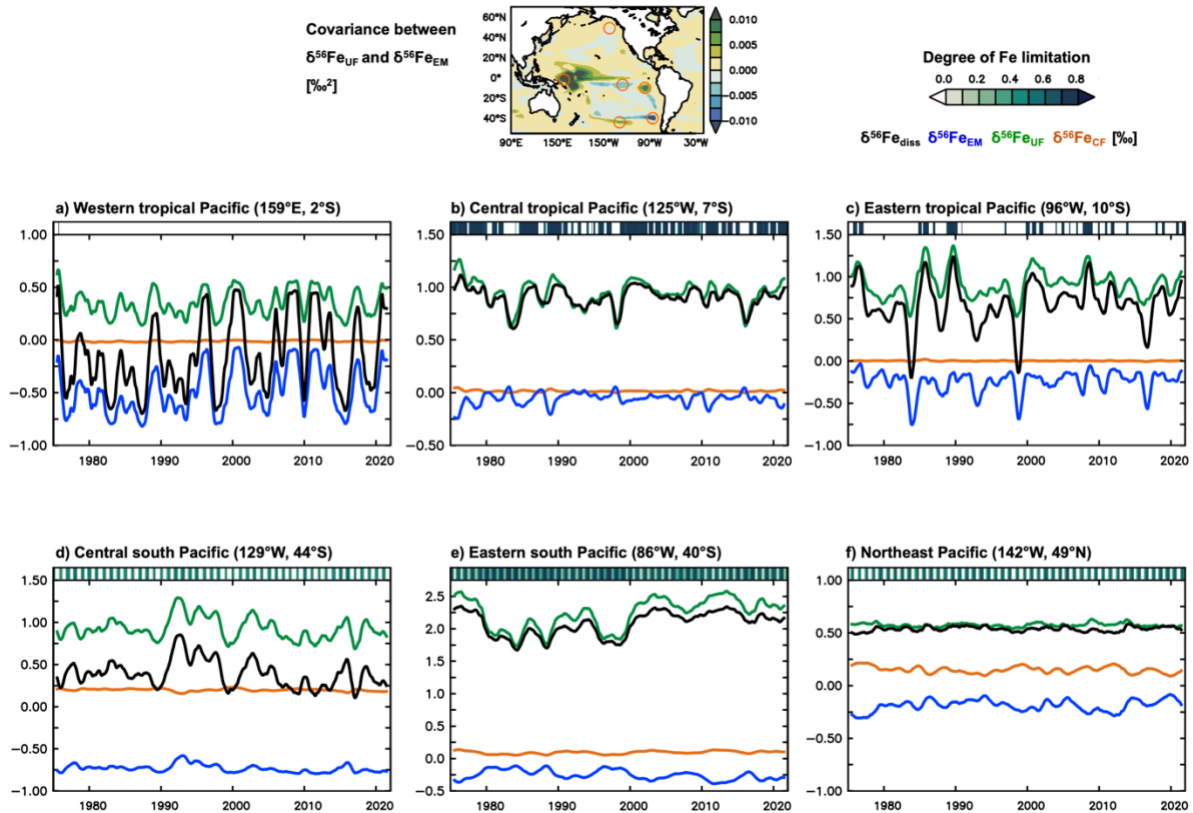 Covariance between
δ⁵⁶Fe_UF and δ⁵⁶Fe_EM
[‰²]
60°N
40°N
20°N
0°
20°S
40°S
90°E 150°E 150°W 90°W 30°W
0.010
0.005
0.000
−0.005
−0.010
Degree of Fe limitation
0.0 0.2 0.4 0.6 0.8
δ⁵⁶Fe_diss δ⁵⁶Fe_EM δ⁵⁶Fe_UF δ⁵⁶Fe_CF [‰]
a) Western tropical Pacific (159°E, 2°S)
1.00
0.50
0.00
−0.50
−1.00
1980 1990 2000 2010 2020
b) Central tropical Pacific (125°W, 7°S)
1.50
1.00
0.50
0.00
−0.50
1980 1990 2000 2010 2020
c) Eastern tropical Pacific (96°W, 10°S)
1.50
1.00
0.50
0.00
−0.50
−1.00
1980 1990 2000 2010 2020
d) Central south Pacific (129°W, 44°S)
1.50
1.00
0.50
0.00
−0.50
−1.00
1980 1990 2000 2010 2020
e) Eastern south Pacific (86°W, 40°S)
2.5
2.0
1.5
1.0
0.5
0.0
−0.5
1980 1990 2000 2010 2020
f) Northeast Pacific (142°W, 49°N)
1.00
0.50
0.00
−0.50
−1.00
1980 1990 2000 2010 2020